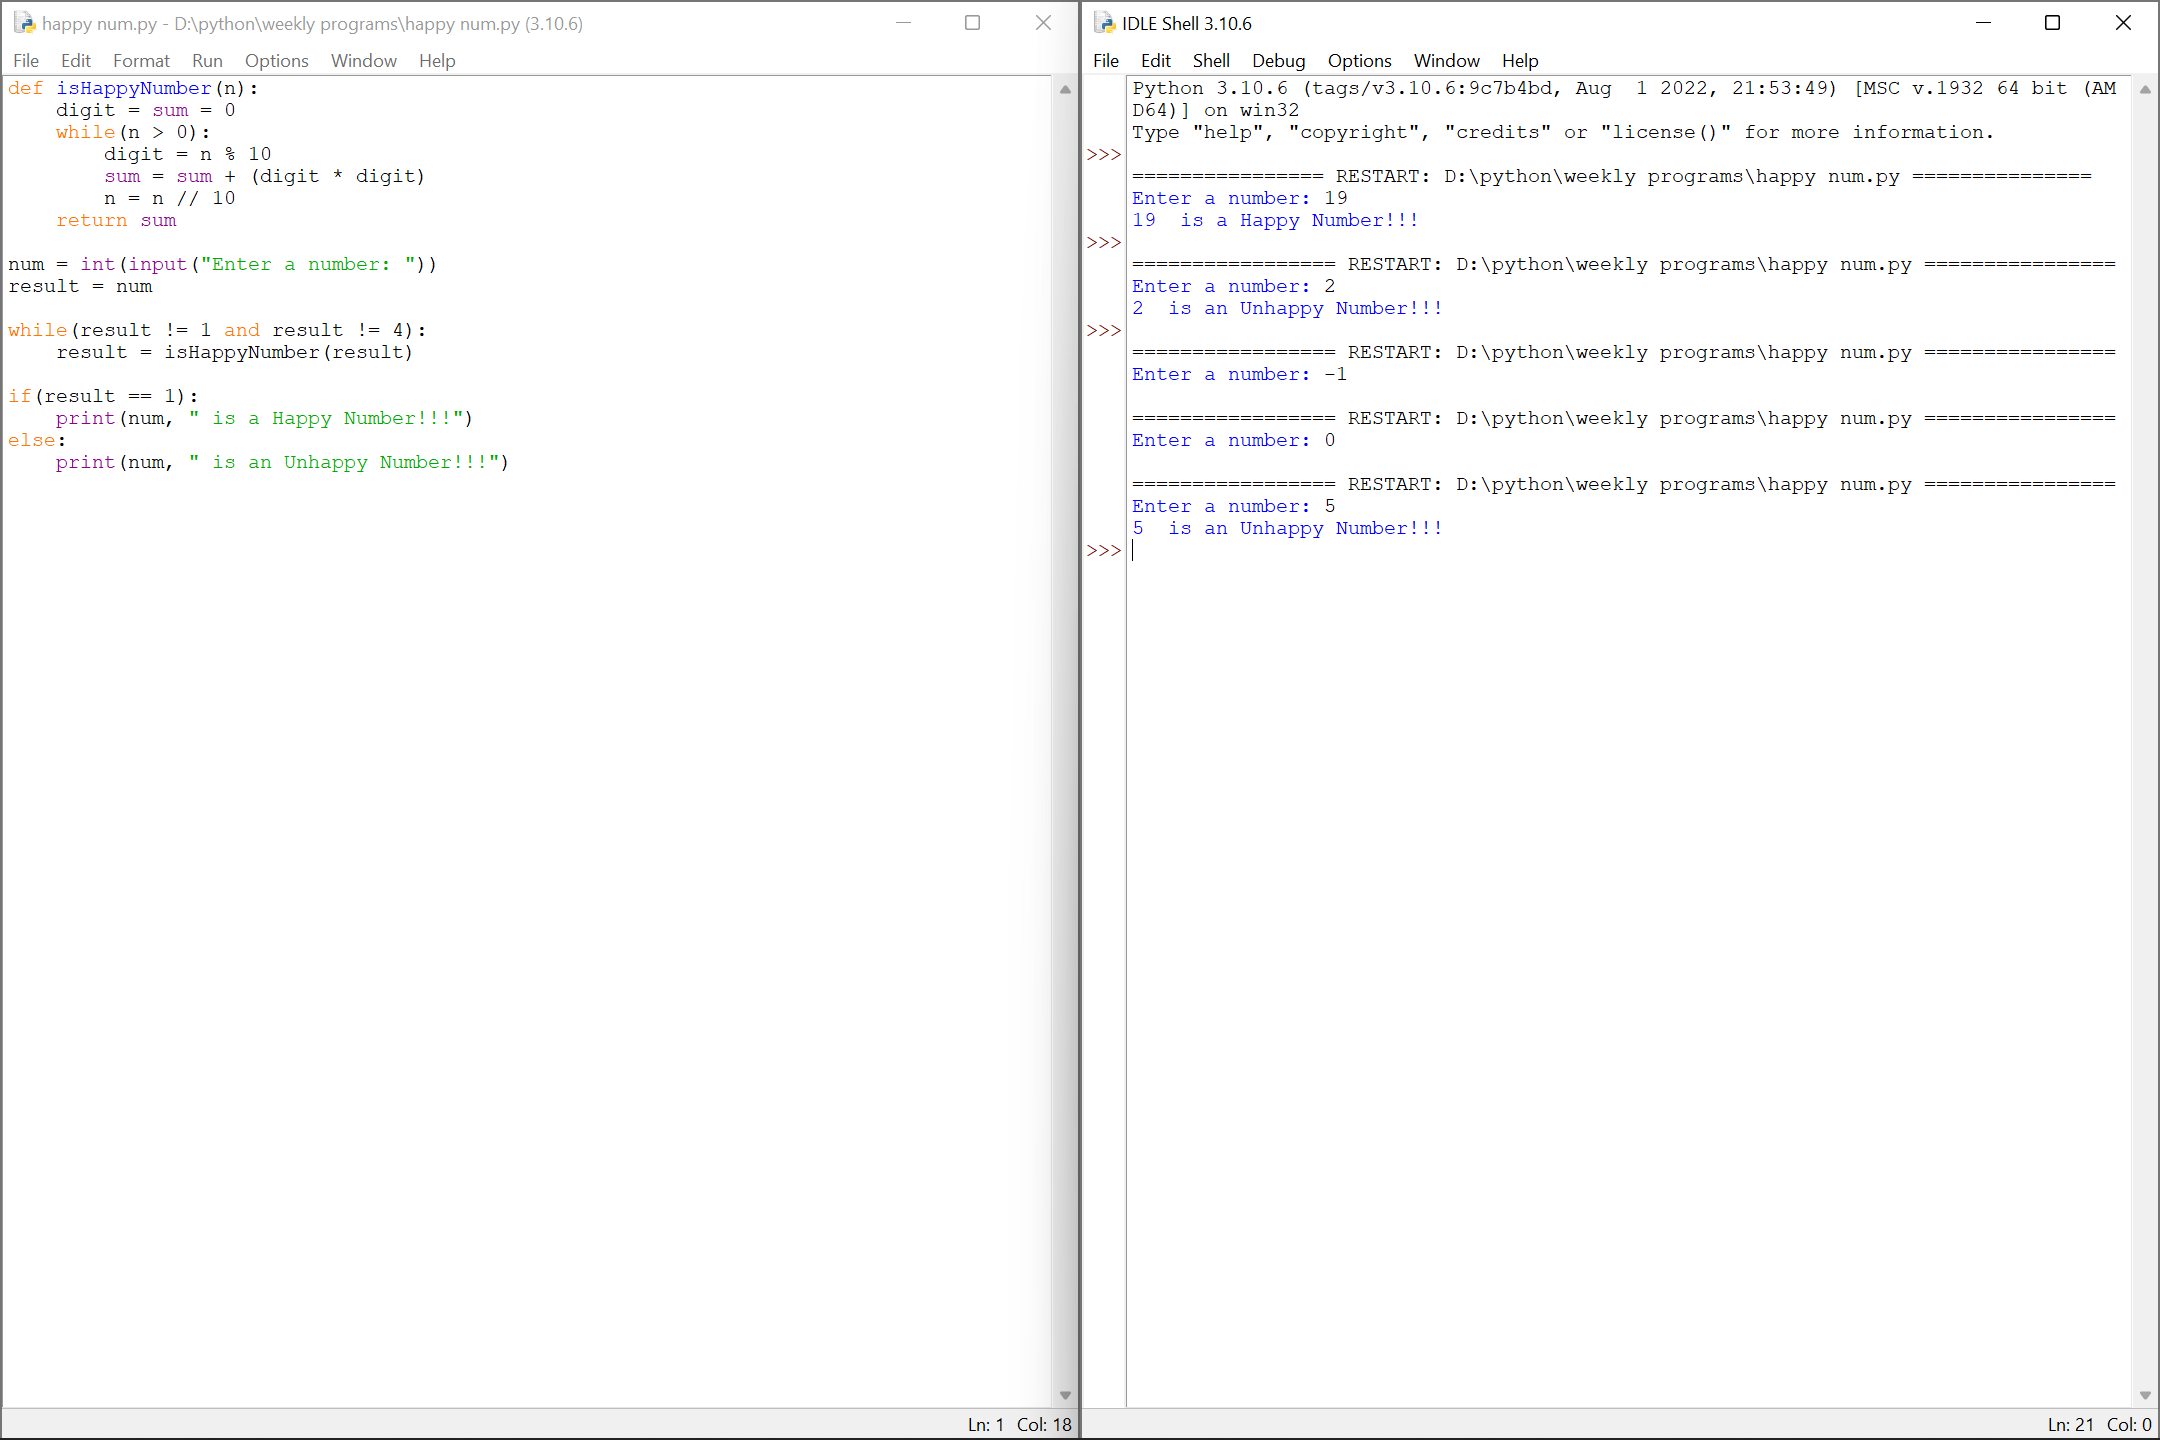 happy num.py - D:\python\weekly programs\happy num.py (3.10.6)
File Edit Format Run Options Window Help
def isHappyNumber(n):
    digit = sum = 0
    while(n > 0):
        digit = n % 10
        sum = sum + (digit * digit)
        n = n // 10
    return sum

num = int(input("Enter a number: "))
result = num

while(result != 1 and result != 4):
    result = isHappyNumber(result)

if(result == 1):
    print(num, " is a Happy Number!!!")
else:
    print(num, " is an Unhappy Number!!!")
Ln: 1 Col: 18
IDLE Shell 3.10.6
File Edit Shell Debug Options Window Help
Python 3.10.6 (tags/v3.10.6:9c7b4bd, Aug  1 2022, 21:53:49) [MSC v.1932 64 bit (AM
D64)] on win32
Type "help", "copyright", "credits" or "license()" for more information.
>>>
================ RESTART: D:\python\weekly programs\happy num.py ===============
Enter a number: 19
19  is a Happy Number!!!
>>>
================= RESTART: D:\python\weekly programs\happy num.py ================
Enter a number: 2
2  is an Unhappy Number!!!
>>>
================= RESTART: D:\python\weekly programs\happy num.py ================
Enter a number: -1

================= RESTART: D:\python\weekly programs\happy num.py ================
Enter a number: 0

================= RESTART: D:\python\weekly programs\happy num.py ================
Enter a number: 5
5  is an Unhappy Number!!!
>>>
Ln: 21 Col: 0